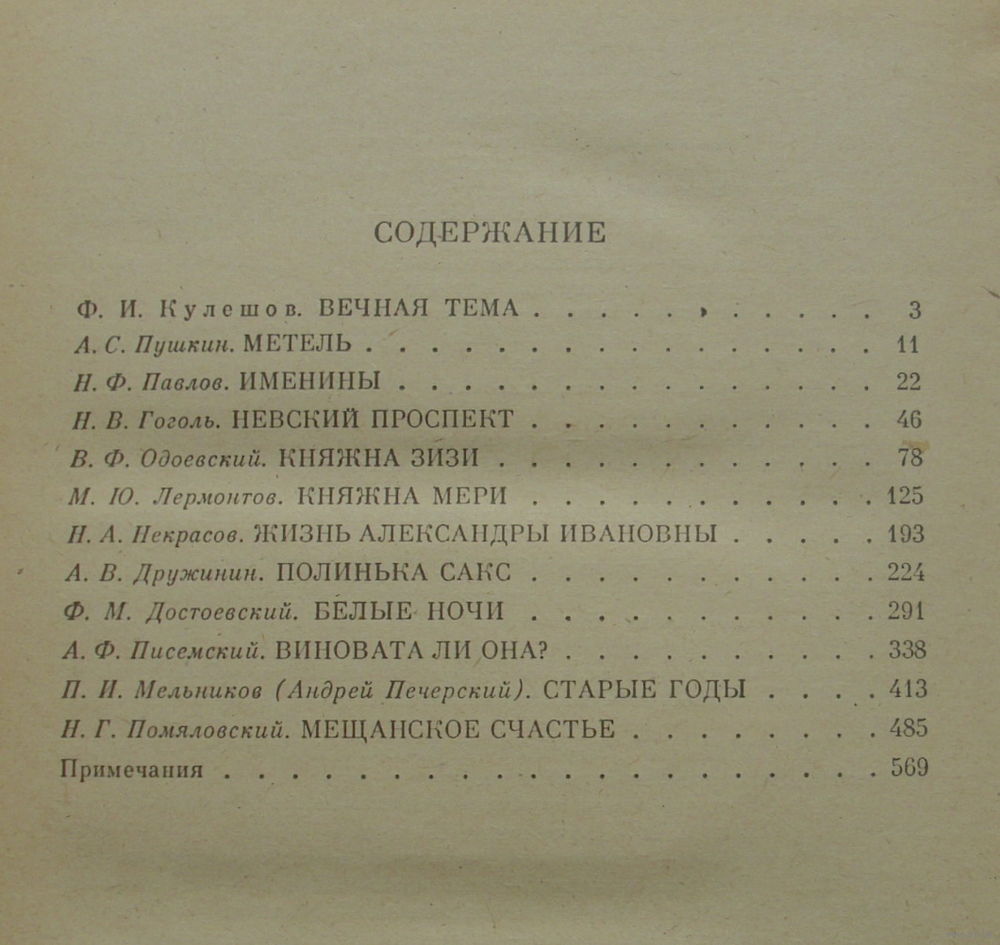 СОДЕРЖАНИЕ
Ф. И. Кулешов. ВЕЧНАЯ ТЕМА . . . . . . . . . . . 3
А. С. Пушкин. МЕТЕЛЬ . . . . . . . . . . . . . . . . 11
Н. Ф. Павлов. ИМЕНИНЫ . . . . . . . . . . . . . . . 22
Н. В. Гоголь. НЕВСКИЙ ПРОСПЕКТ . . . . . . . . . . . 46
В. Ф. Одоевский. КНЯЖНА ЗИЗИ . . . . . . . . . . . . 78
М. Ю. Лермонтов. КНЯЖНА МЕРИ . . . . . . . . . . . 125
Н. А. Некрасов. ЖИЗНЬ АЛЕКСАНДРЫ ИВАНОВНЫ . . . . . 193
А. В. Дружинин. ПОЛИНЬКА САКС . . . . . . . . . . . 224
Ф. М. Достоевский. БЕЛЫЕ НОЧИ . . . . . . . . . . . 291
А. Ф. Писемский. ВИНОВАТА ЛИ ОНА? . . . . . . . . . . 338
П. И. Мельников (Андрей Печерский). СТАРЫЕ ГОДЫ . . . . 413
Н. Г. Помяловский. МЕЩАНСКОЕ СЧАСТЬЕ . . . . . . . . 485
Примечания . . . . . . . . . . . . . . . . . . . . 569